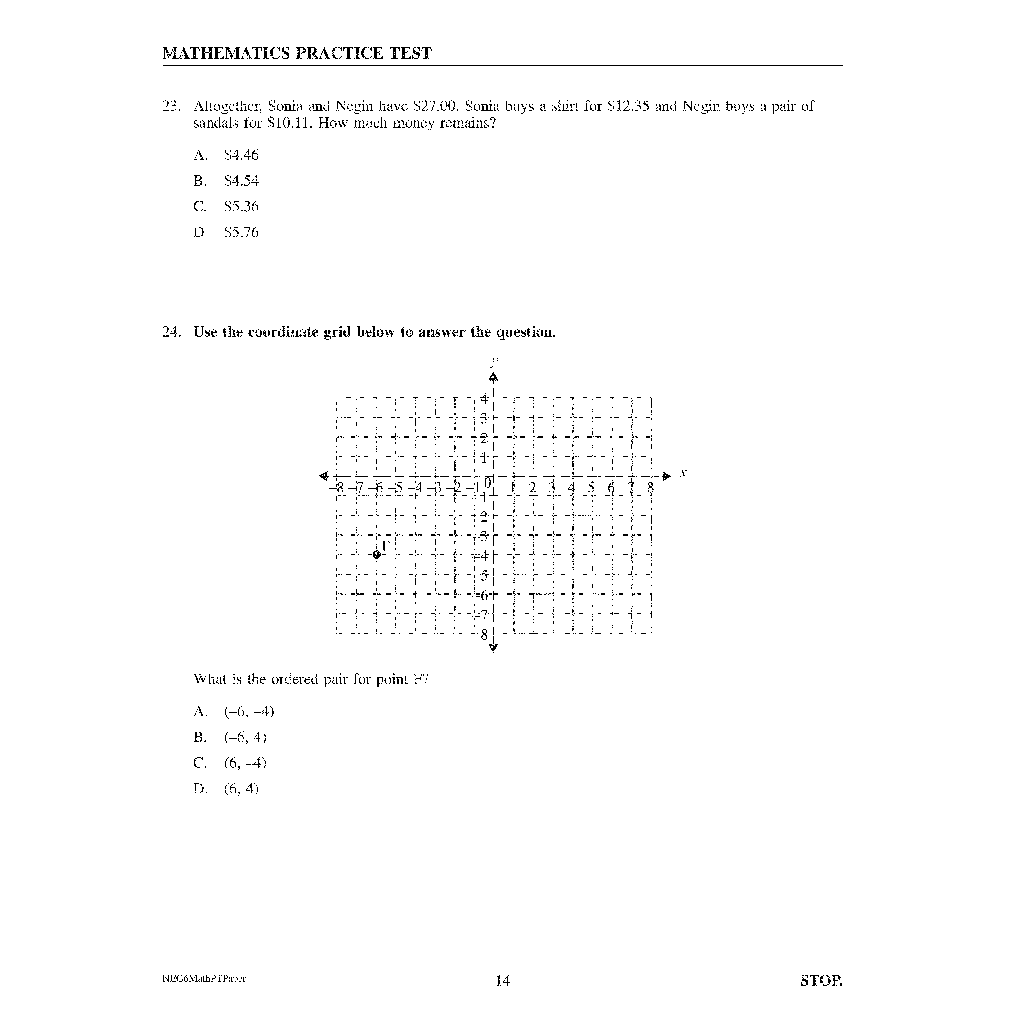 MATHEMATICS PRACTICE TEST
23. Altogether, Sonia and Negin have $27.00. Sonia buys a shirt for $12.35 and Negin buys a pair of
sandals for $10.11. How much money remains?
A. $4.46
B. $4.54
C. $5.36
D $5.76
24. Use the coordinate grid below to answer the question.
y
4
3
2
1
x
–8 –7 –6 –5 –4 –3 –2 –1 0 1 2 3 4 5 6 7 8
–1
–2
–3
–4
–5
–6
–7
–8
What is the ordered pair for point F?
A. (–6, –4)
B. (–6, 4)
C. (6, –4)
D. (6, 4)
14
STOP.